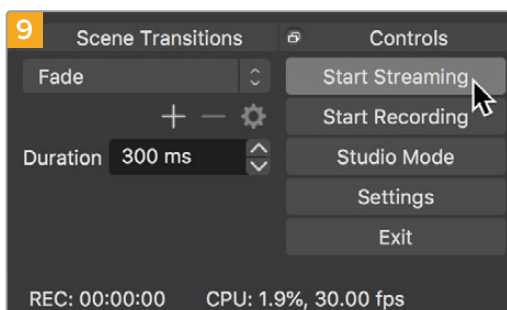 9
Scene Transitions
Controls
Fade
Start Streaming
Start Recording
Duration 300 ms
Studio Mode
Settings
Exit
REC: 00:00:00 CPU: 1.9%, 30.00 fps